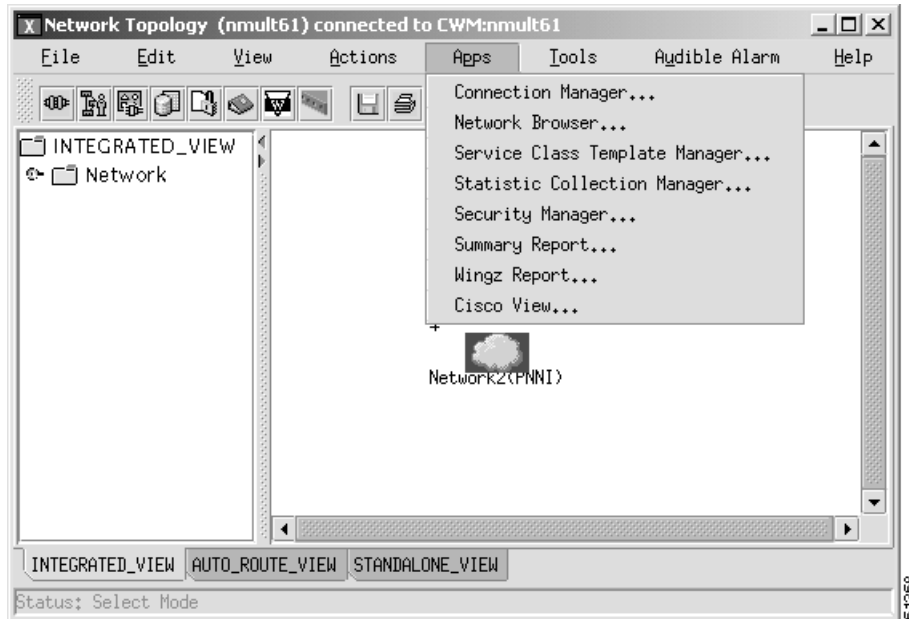 Network Topology (nmult61) connected to CWM:nmult61
File Edit View Actions Apps Tools Audible Alarm Help
Connection Manager...
Network Browser...
Service Class Template Manager...
Statistic Collection Manager...
Security Manager...
Summary Report...
Wingz Report...
Cisco View...
INTEGRATED_VIEW
Network
Network2(PNNI)
INTEGRATED_VIEW AUTO_ROUTE_VIEW STANDALONE_VIEW
Status: Select Mode